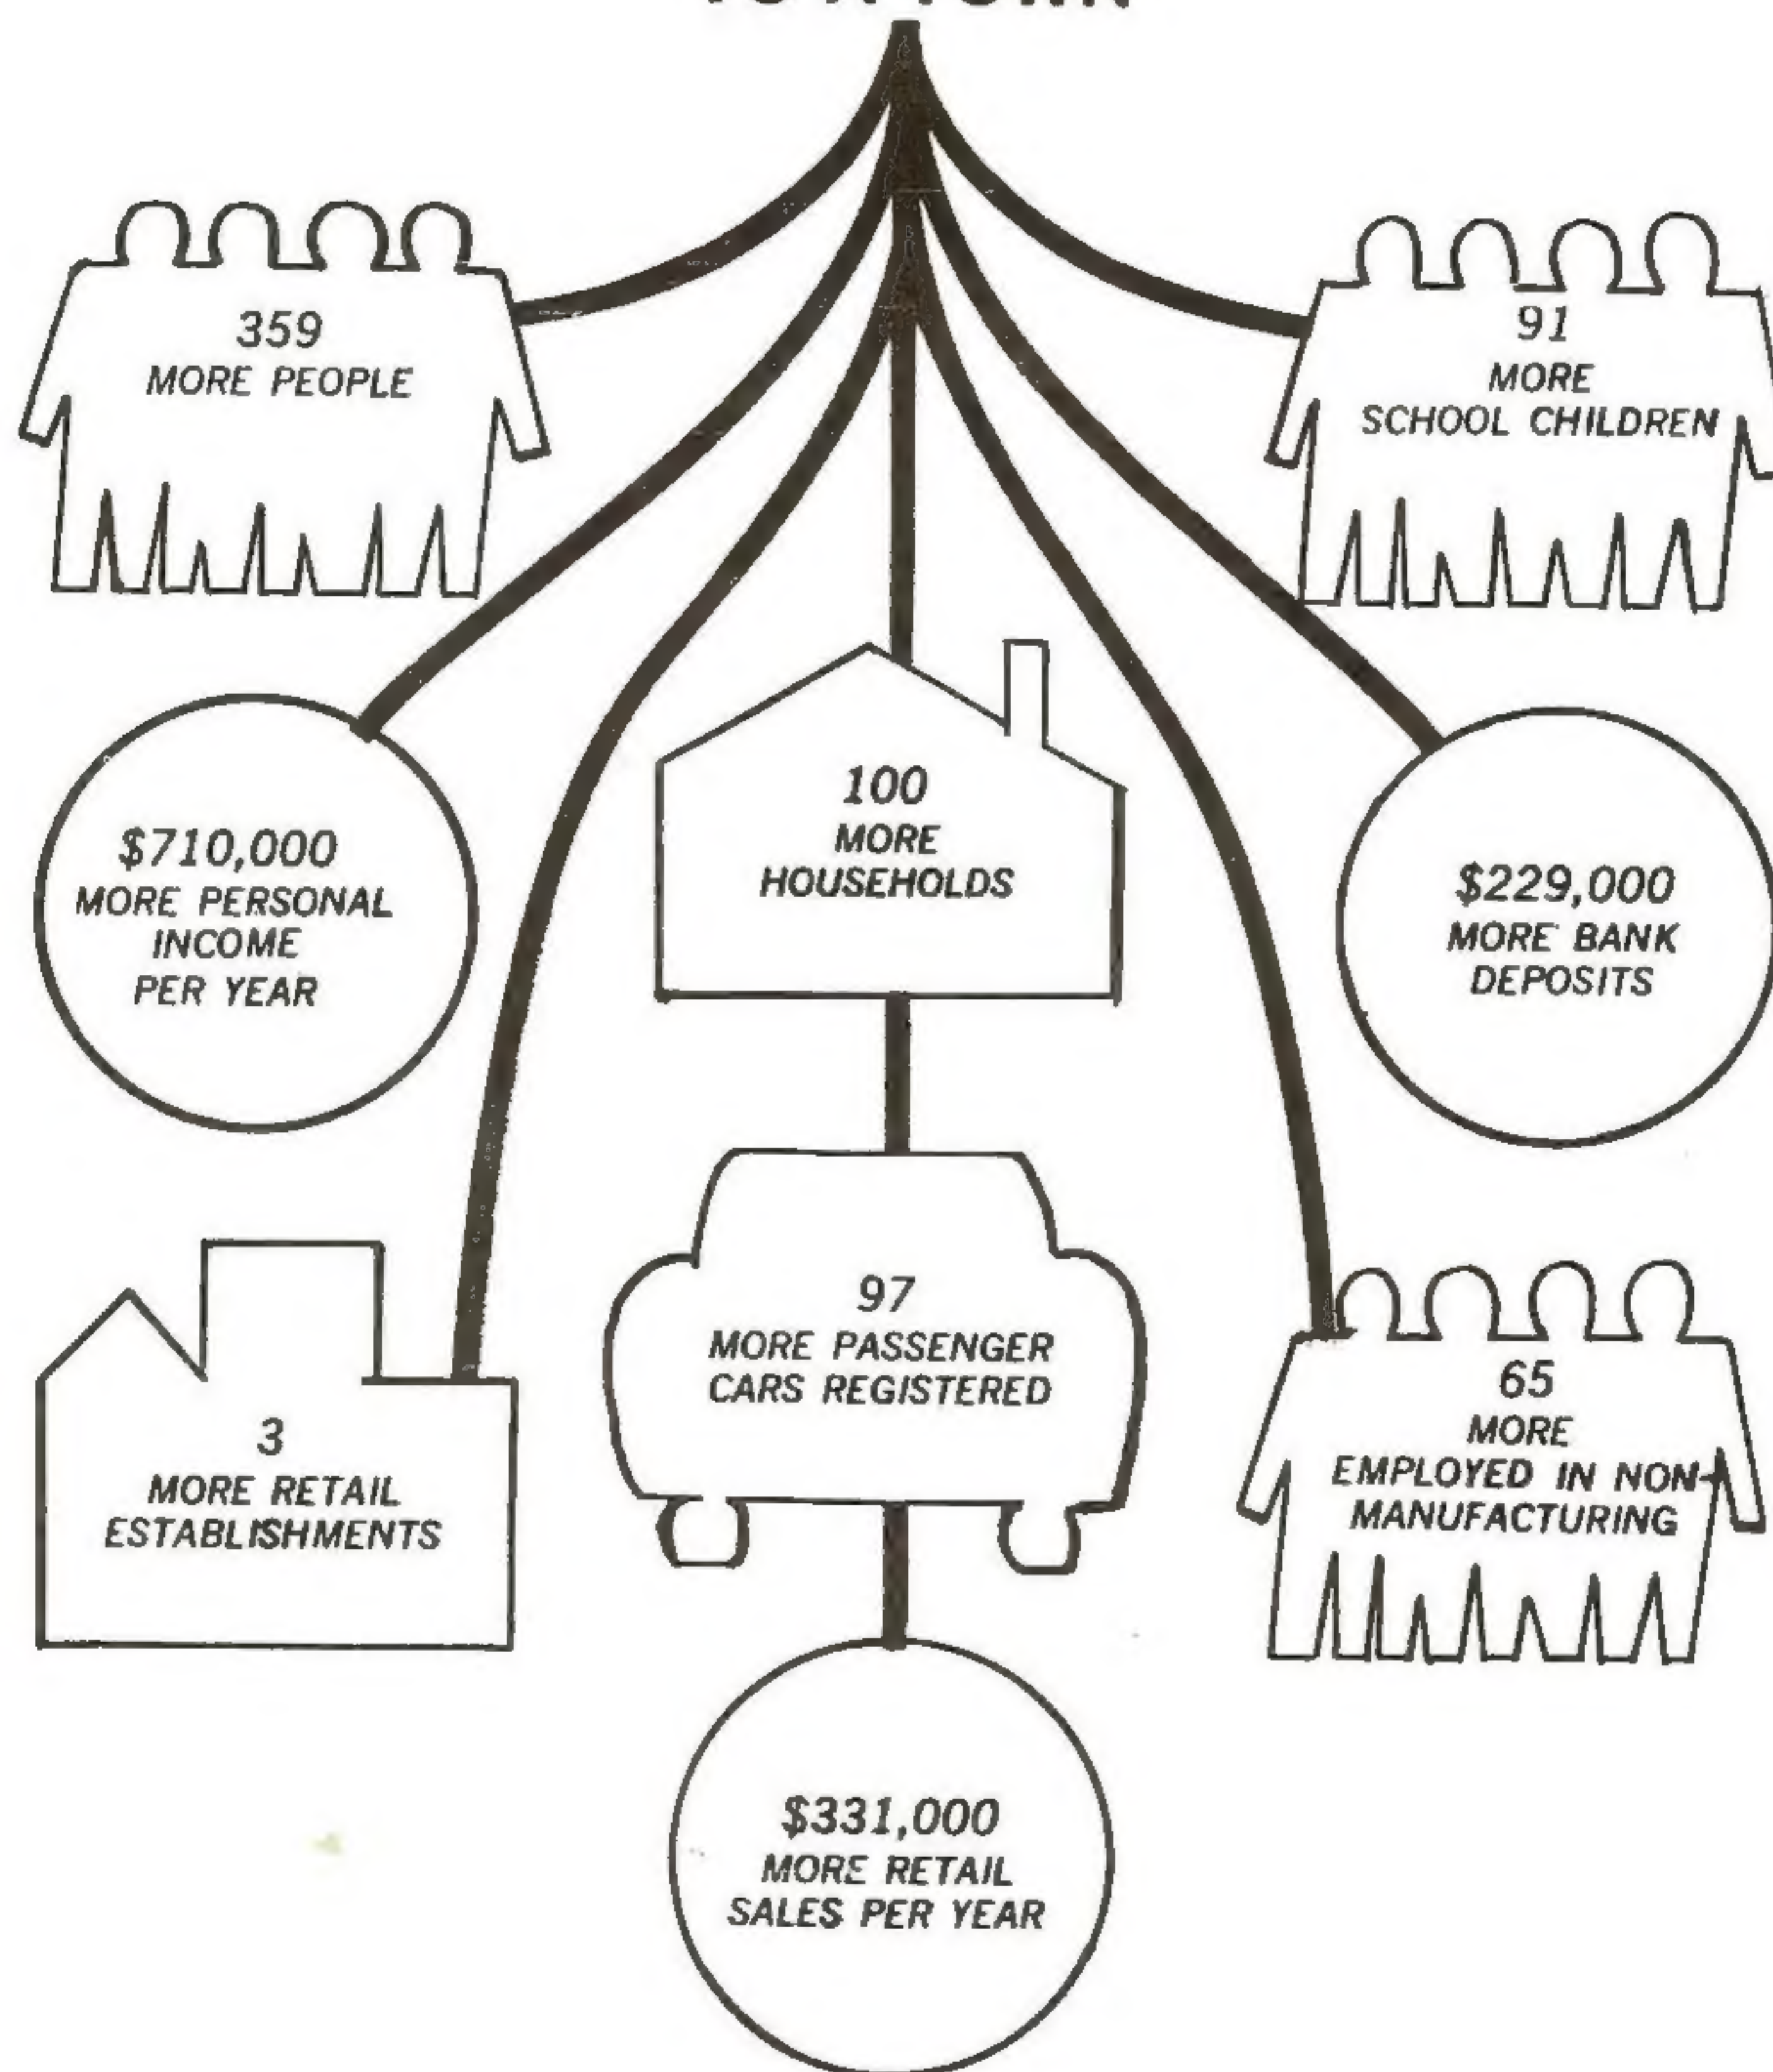 TO A TOWN
359
MORE PEOPLE
91
MORE
SCHOOL CHILDREN
$710,000
MORE PERSONAL
INCOME
PER YEAR
100
MORE
HOUSEHOLDS
$229,000
MORE BANK
DEPOSITS
3
MORE RETAIL
ESTABLISHMENTS
97
MORE PASSENGER
CARS REGISTERED
65
MORE
EMPLOYED IN NON-
MANUFACTURING
$331,000
MORE RETAIL
SALES PER YEAR